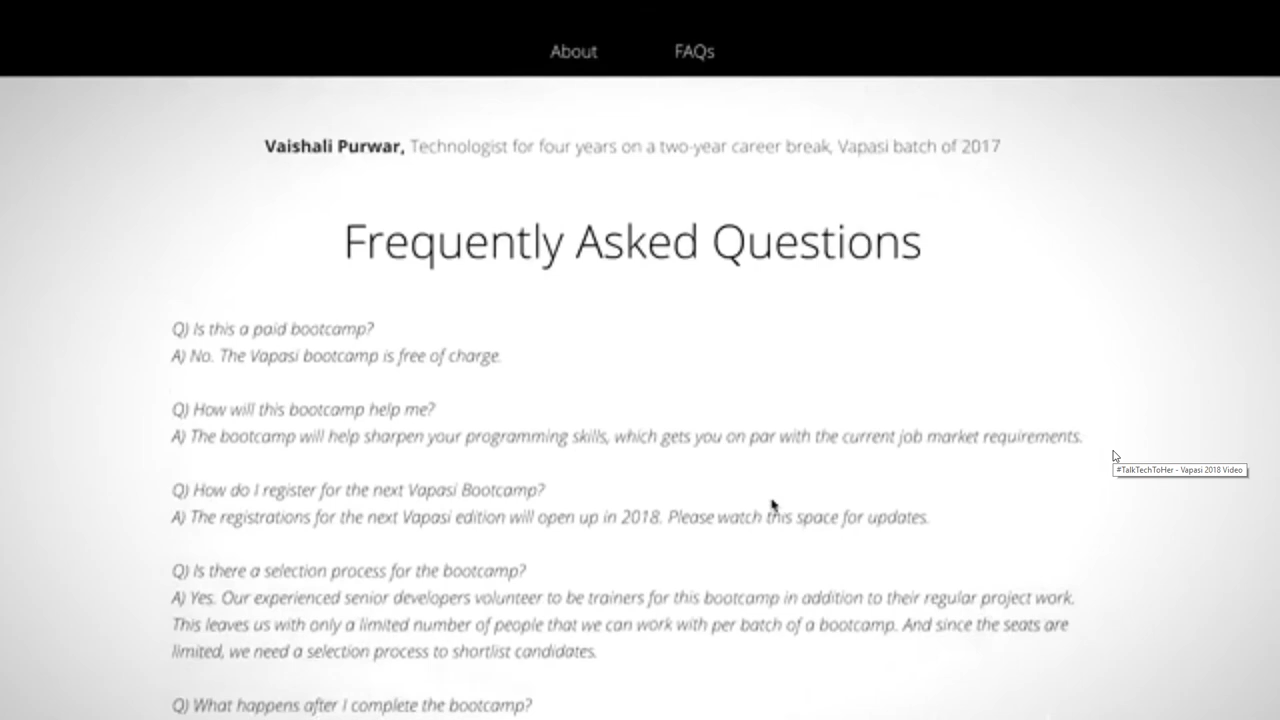 About FAQs
Vaishali Purwar, Technologist for four years on a two-year career break, Vapasi batch of 2017
Frequently Asked Questions
Q) Is this a paid bootcamp?
A) No. The Vapasi bootcamp is free of charge.
Q) How will this bootcamp help me?
A) The bootcamp will help sharpen your programming skills, which gets you on par with the current job market requirements.
#TalkTechToHer - Vapasi 2018 Video
Q) How do I register for the next Vapasi Bootcamp?
A) The registrations for the next Vapasi edition will open up in 2018. Please watch this space for updates.
Q) Is there a selection process for the bootcamp?
A) Yes. Our experienced senior developers volunteer to be trainers for this bootcamp in addition to their regular project work.
This leaves us with only a limited number of people that we can work with per batch of a bootcamp. And since the seats are
limited, we need a selection process to shortlist candidates.
Q) What happens after I complete the bootcamp?